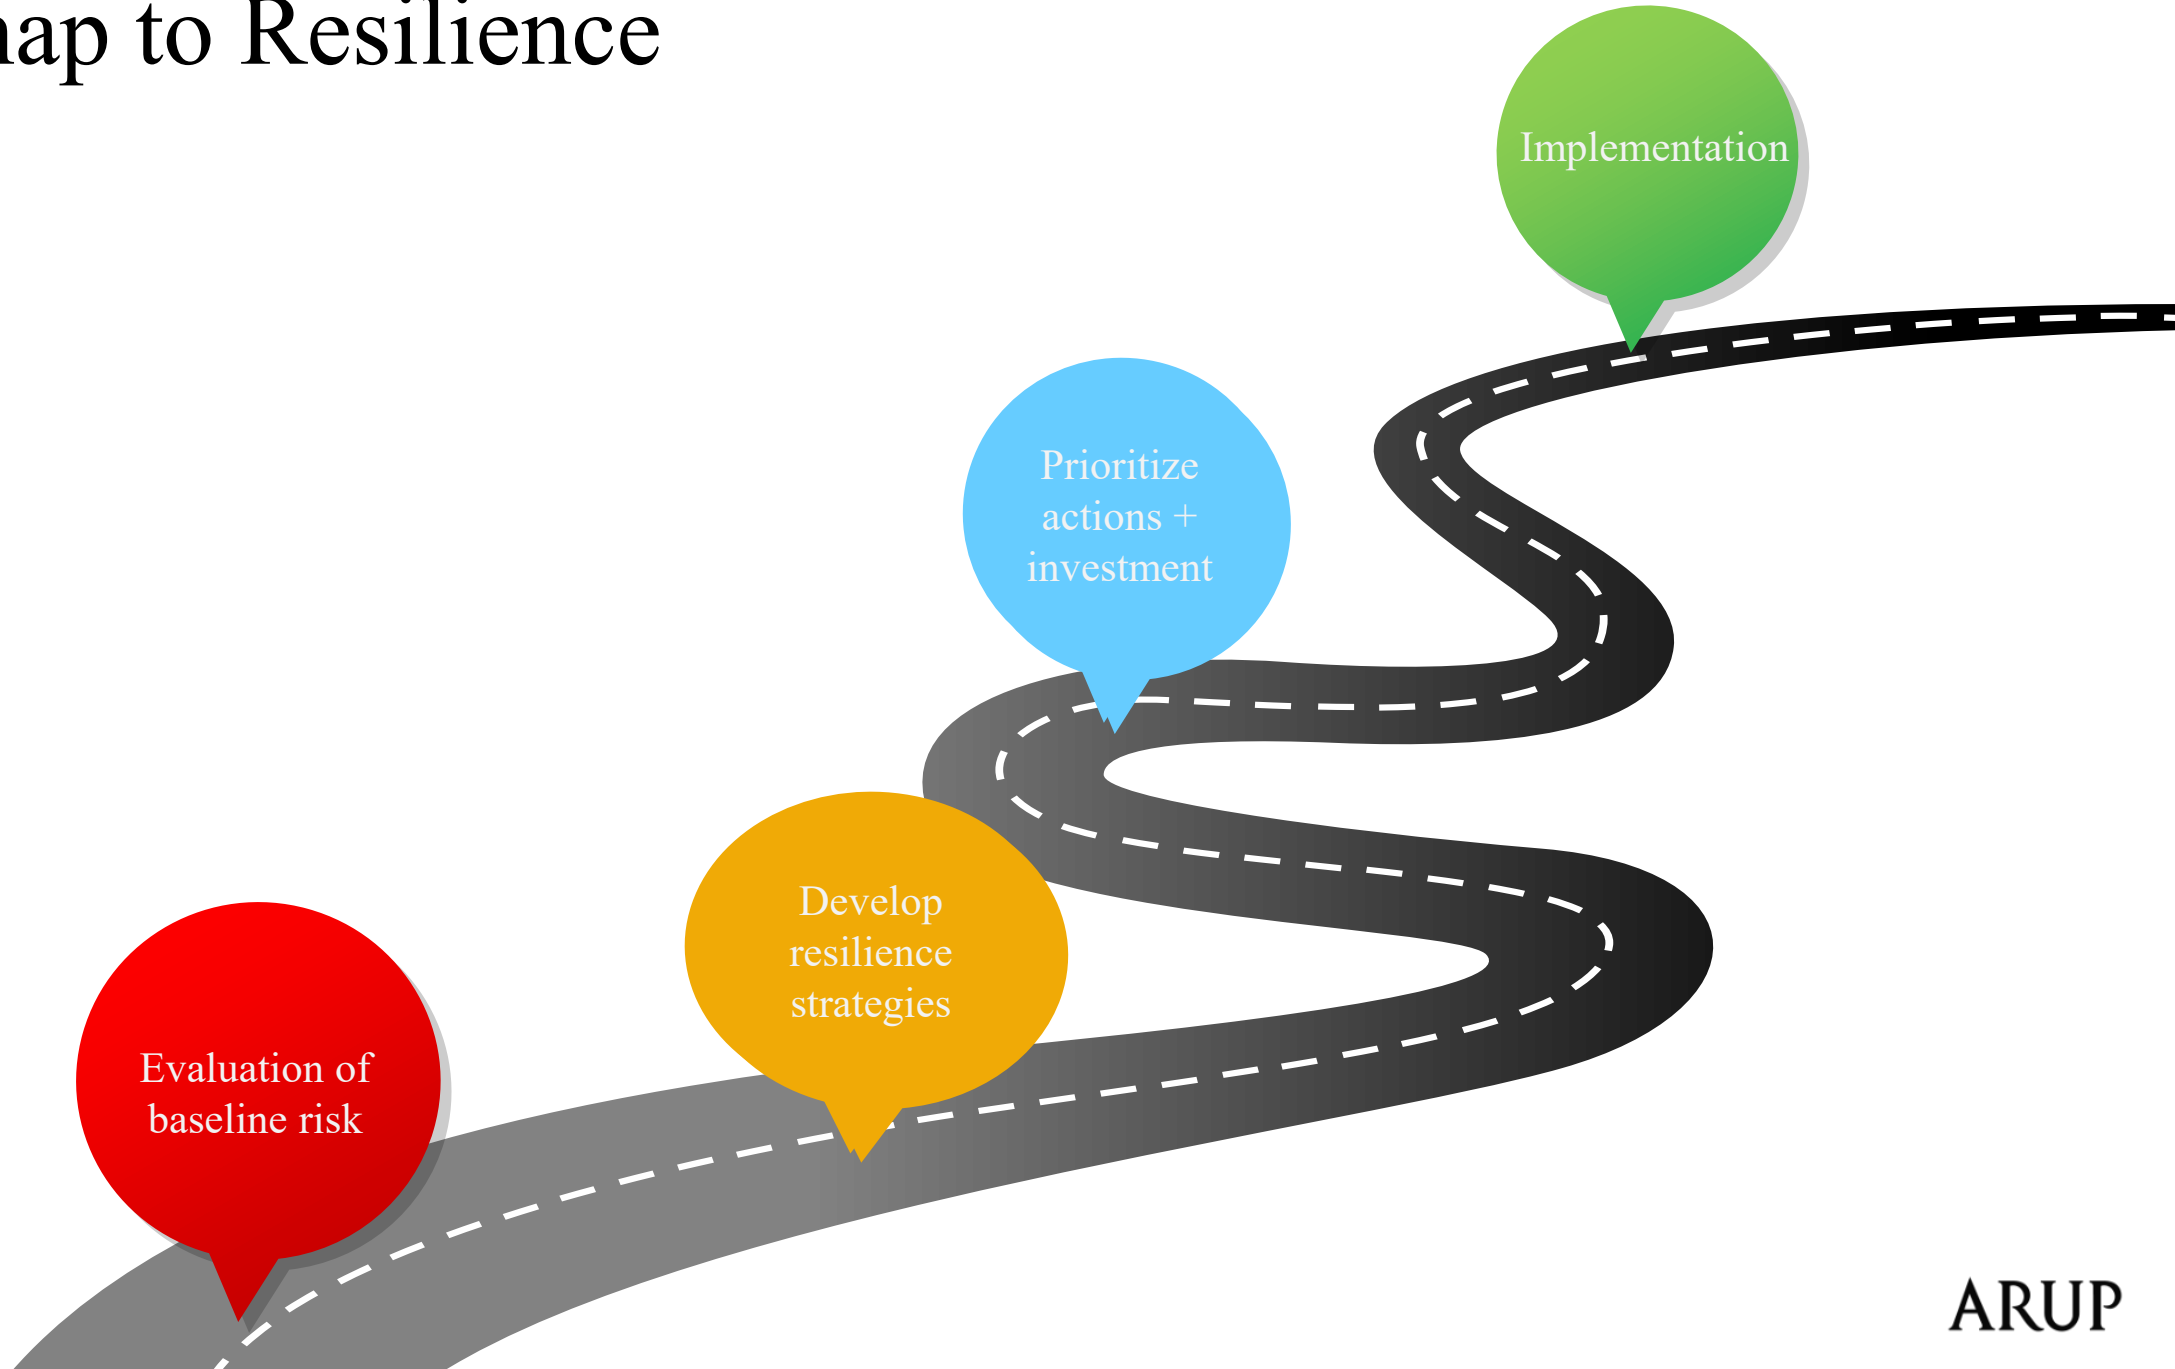 ap to Resilience
Implementation
Prioritize
actions +
investment
Develop
resilience
strategies
Evaluation of
baseline risk
ARUP